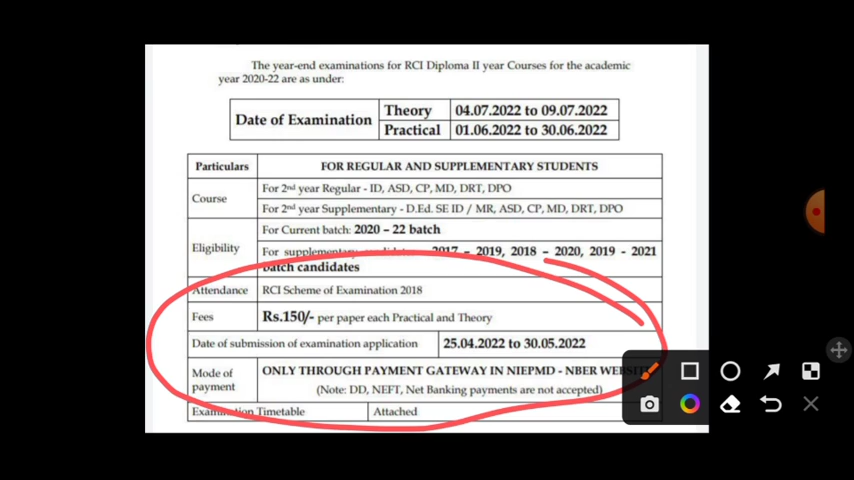 The year-end examinations for RCI Diploma II year Courses for the academic
year 2020-22 are as under:
Date of Examination
Theory 04.07.2022 to 09.07.2022
Practical 01.06.2022 to 30.06.2022
Particulars FOR REGULAR AND SUPPLEMENTARY STUDENTS
Course
For 2nd year Regular - ID, ASD, CP, MD, DRT, DPO
For 2nd year Supplementary - D.Ed. SE ID / MR, ASD, CP, MD, DRT, DPO
Eligibility
For Current batch: 2020 – 22 batch
For supplementary 2017 – 2019, 2018 – 2020, 2019 - 2021
batch candidates
Attendance RCI Scheme of Examination 2018
Fees Rs.150/- per paper each Practical and Theory
Date of submission of examination application 25.04.2022 to 30.05.2022
Mode of
payment
ONLY THROUGH PAYMENT GATEWAY IN NIEPMD - NBER
(Note: DD, NEFT, Net Banking payments are not accepted)
Examination Timetable Attached